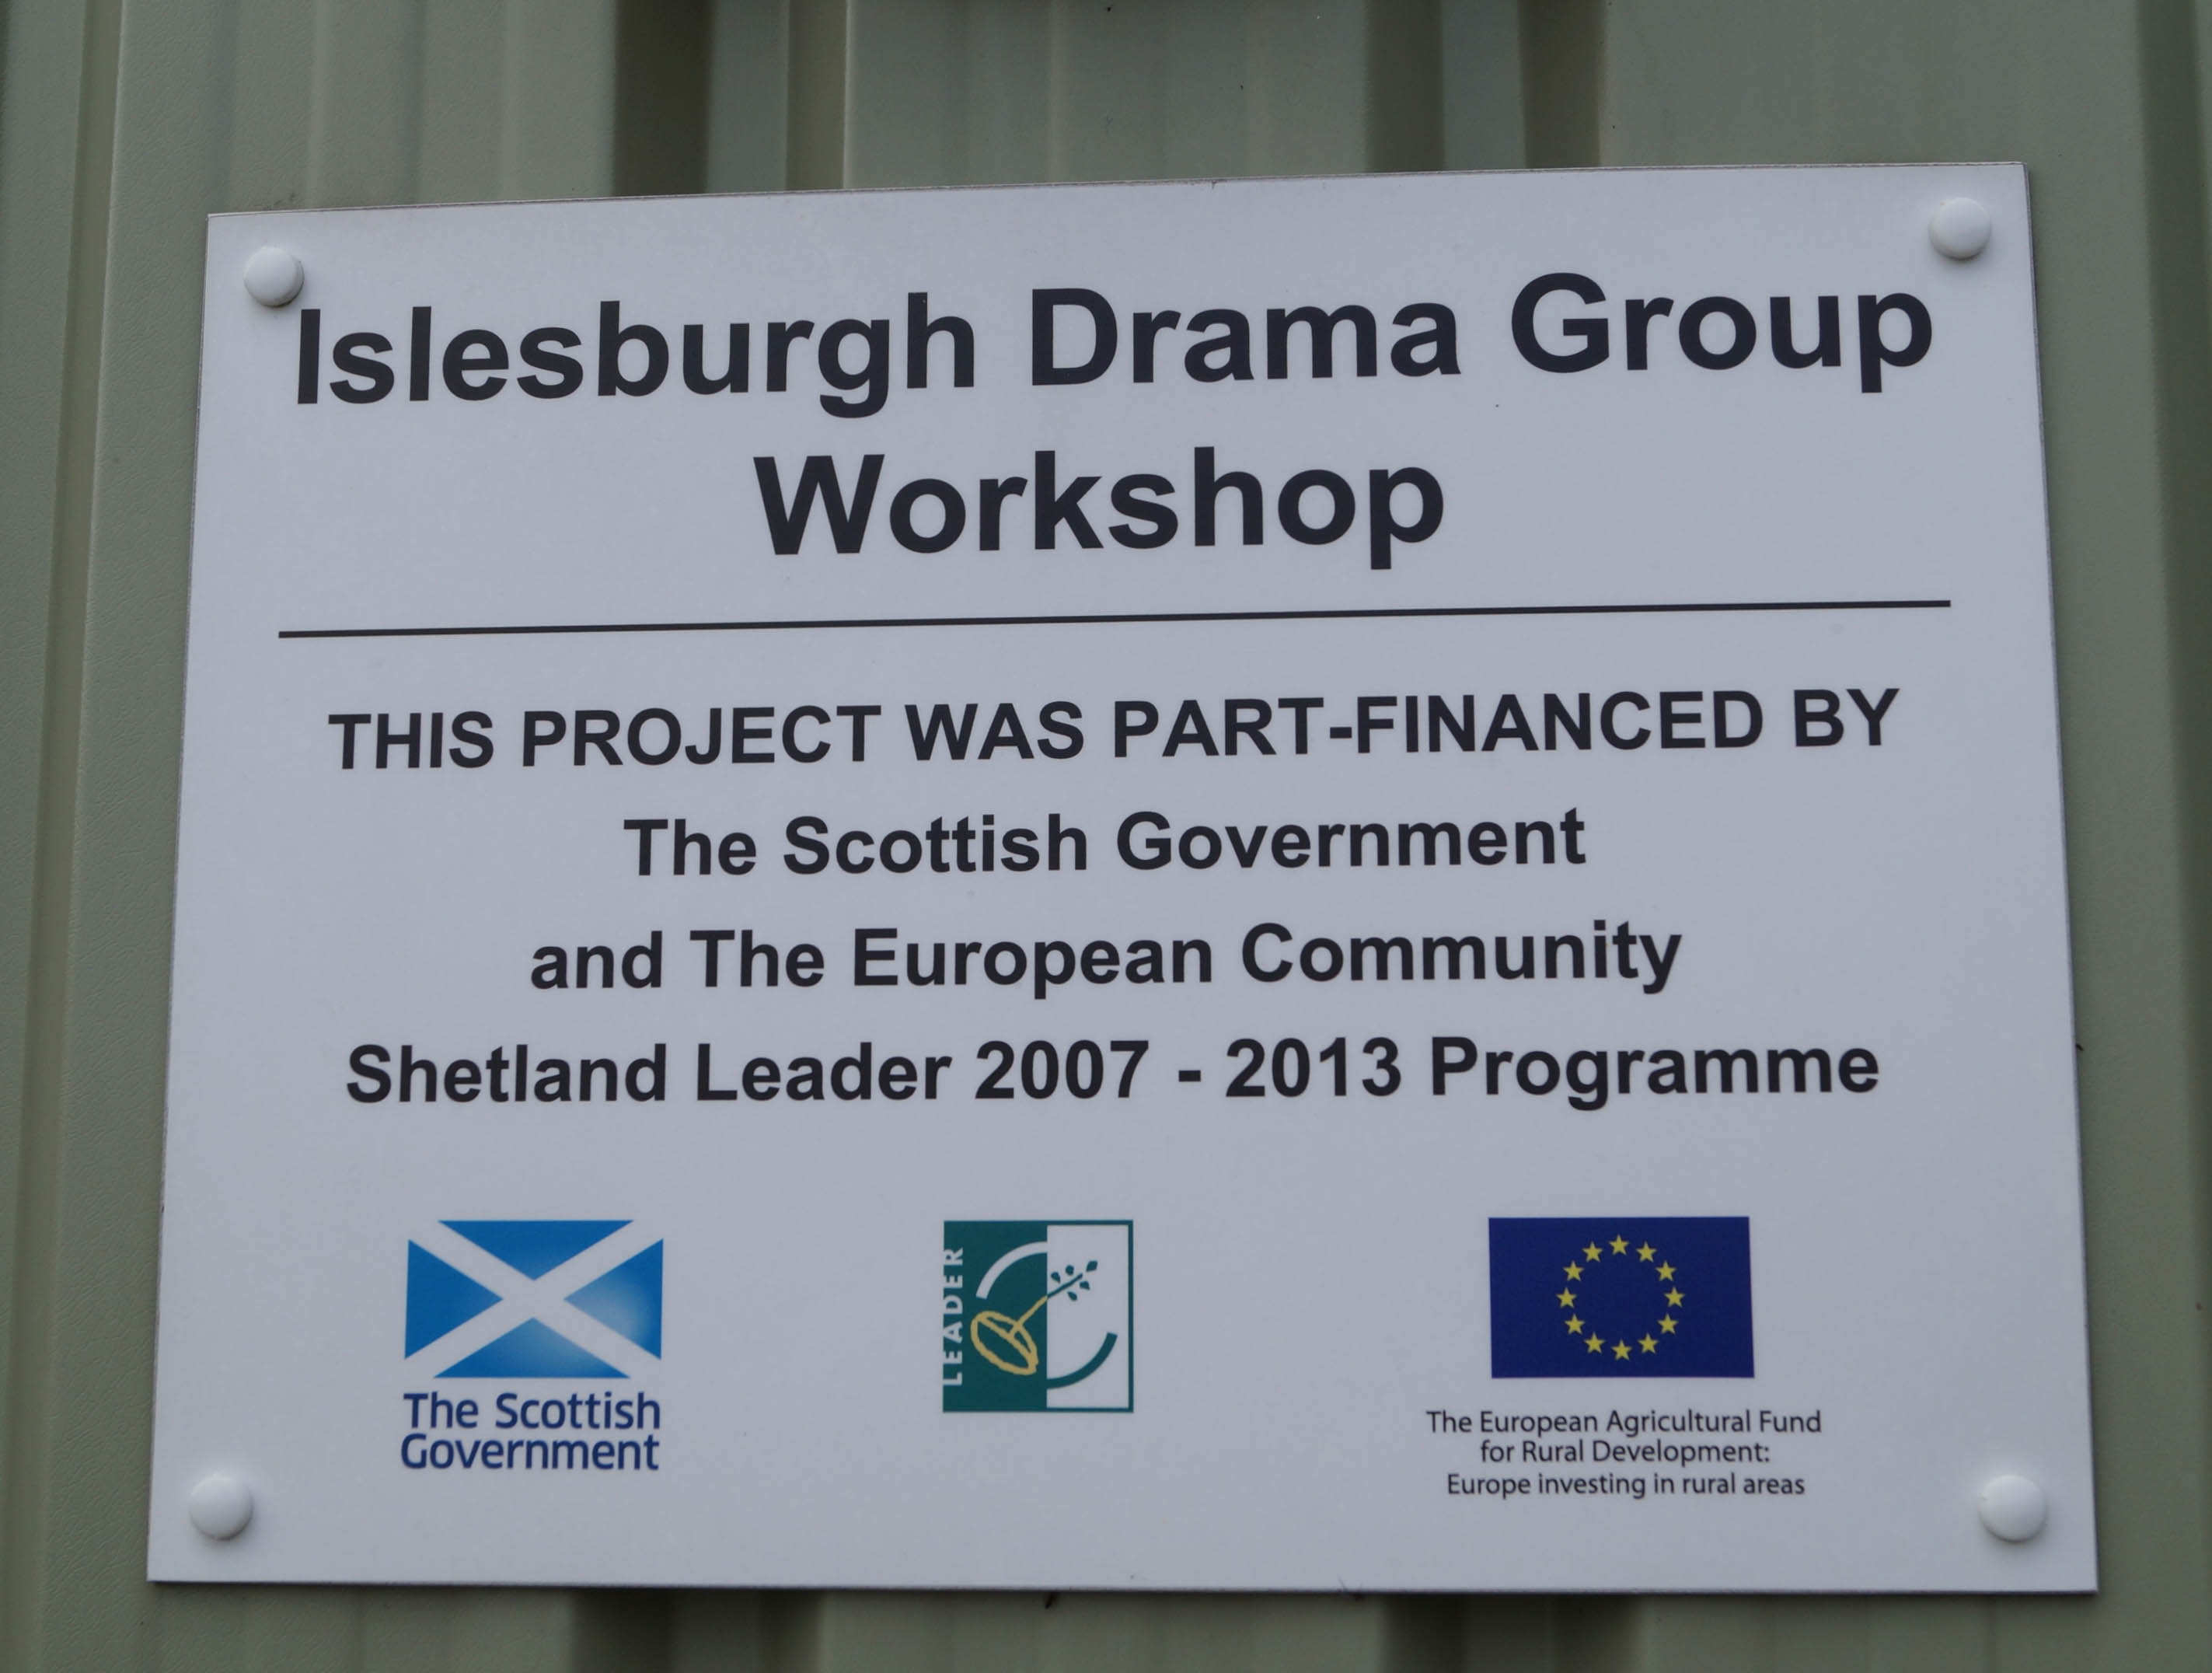 Islesburgh Drama Group
Workshop
THIS PROJECT WAS PART-FINANCED BY
The Scottish Government
and The European Community
Shetland Leader 2007 - 2013 Programme
The Scottish
Government
LEADER
The European Agricultural Fund
for Rural Development:
Europe investing in rural areas